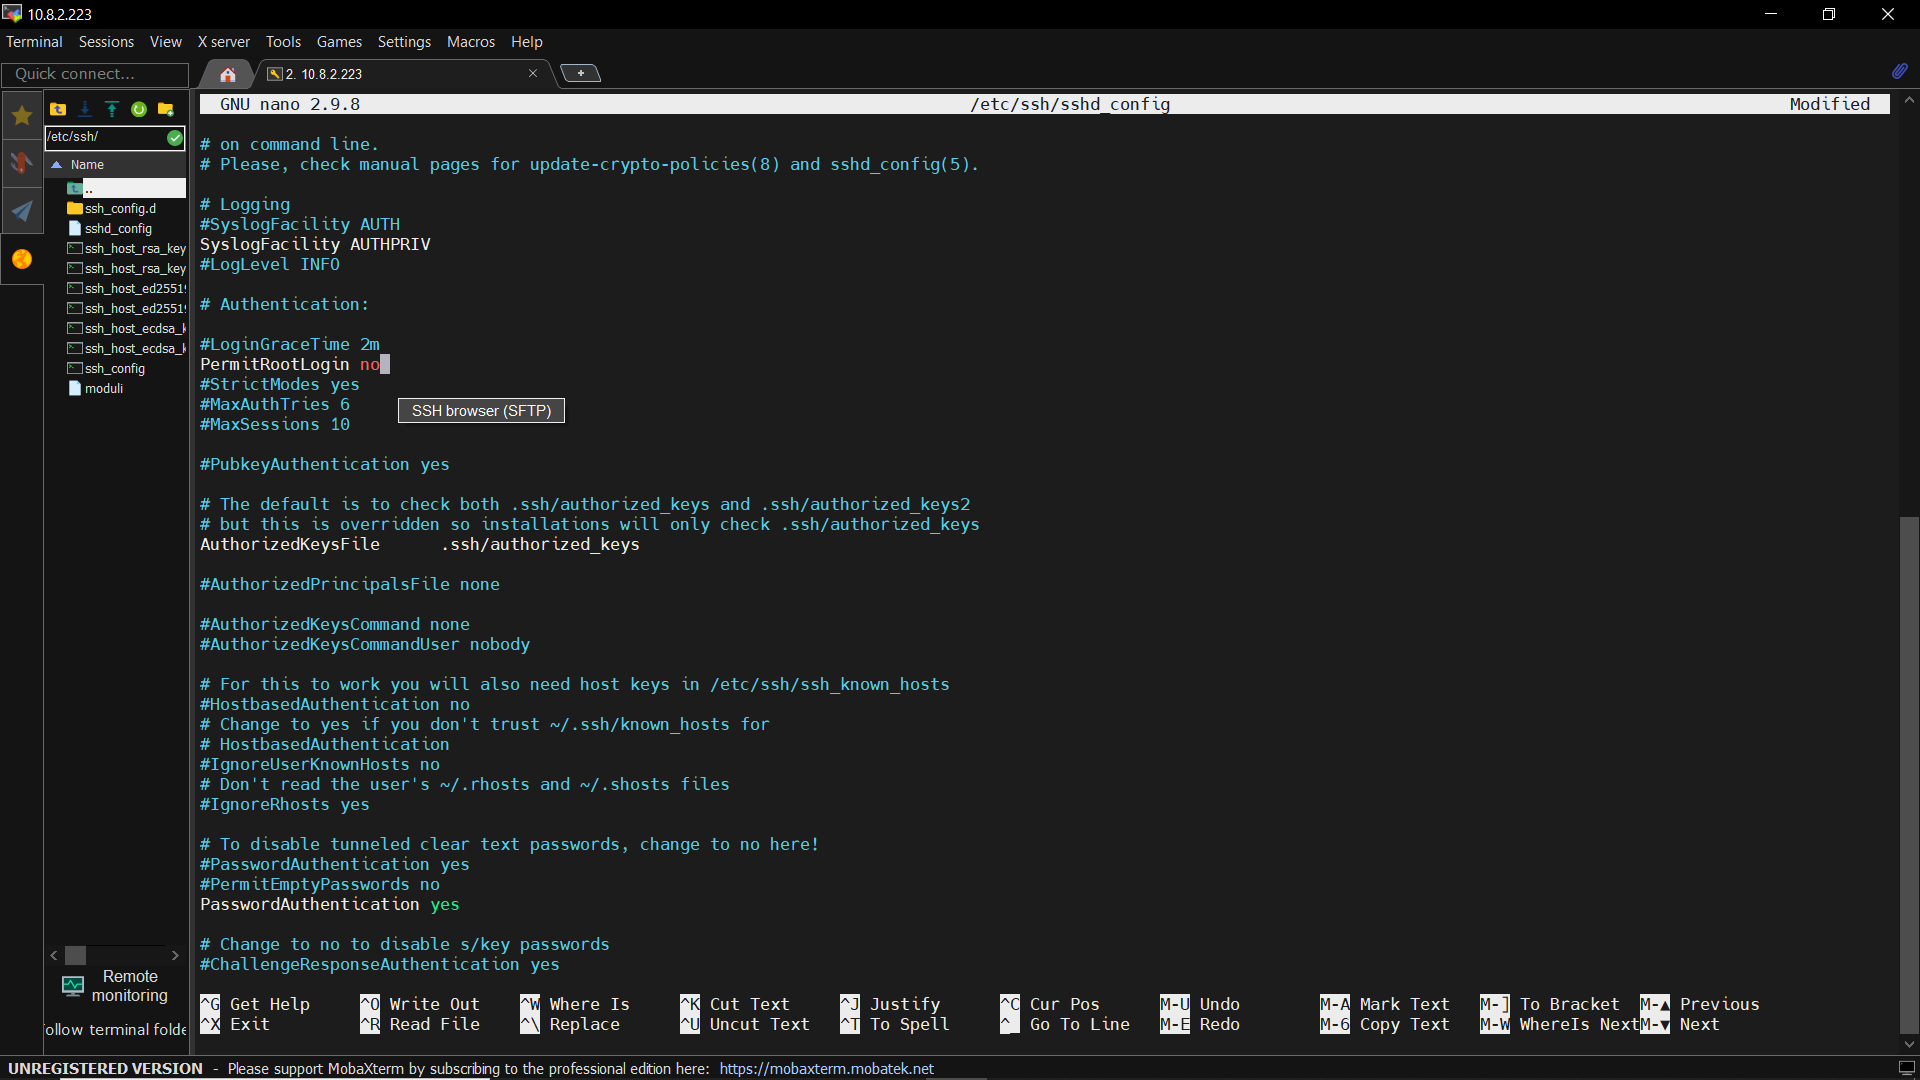 10.8.2.223
Terminal Sessions View X server Tools Games Settings Macros Help
Quick connect...
2. 10.8.2.223
/etc/ssh/
Name
..
ssh_config.d
sshd_config
ssh_host_rsa_key
ssh_host_rsa_key
ssh_host_ed2551
ssh_host_ed2551
ssh_host_ecdsa_k
ssh_host_ecdsa_k
ssh_config
moduli
Remote
monitoring
ollow terminal folde
GNU nano 2.9.8 /etc/ssh/sshd_config Modified
# on command line.
# Please, check manual pages for update-crypto-policies(8) and sshd_config(5).
# Logging
#SyslogFacility AUTH
SyslogFacility AUTHPRIV
#LogLevel INFO
# Authentication:
#LoginGraceTime 2m
PermitRootLogin no
#StrictModes yes
#MaxAuthTries 6
SSH browser (SFTP)
#MaxSessions 10
#PubkeyAuthentication yes
# The default is to check both .ssh/authorized_keys and .ssh/authorized_keys2
# but this is overridden so installations will only check .ssh/authorized_keys
AuthorizedKeysFile .ssh/authorized_keys
#AuthorizedPrincipalsFile none
#AuthorizedKeysCommand none
#AuthorizedKeysCommandUser nobody
# For this to work you will also need host keys in /etc/ssh/ssh_known_hosts
#HostbasedAuthentication no
# Change to yes if you don't trust ~/.ssh/known_hosts for
# HostbasedAuthentication
#IgnoreUserKnownHosts no
# Don't read the user's ~/.rhosts and ~/.shosts files
#IgnoreRhosts yes
# To disable tunneled clear text passwords, change to no here!
#PasswordAuthentication yes
#PermitEmptyPasswords no
PasswordAuthentication yes
# Change to no to disable s/key passwords
#ChallengeResponseAuthentication yes
^G Get Help ^O Write Out ^W Where Is ^K Cut Text ^J Justify ^C Cur Pos M-U Undo M-A Mark Text M-] To Bracket M-▲ Previous
^X Exit ^R Read File ^\ Replace ^U Uncut Text ^T To Spell ^_ Go To Line M-E Redo M-6 Copy Text M-W WhereIs Next M-▼ Next
UNREGISTERED VERSION - Please support MobaXterm by subscribing to the professional edition here: https://mobaxterm.mobatek.net